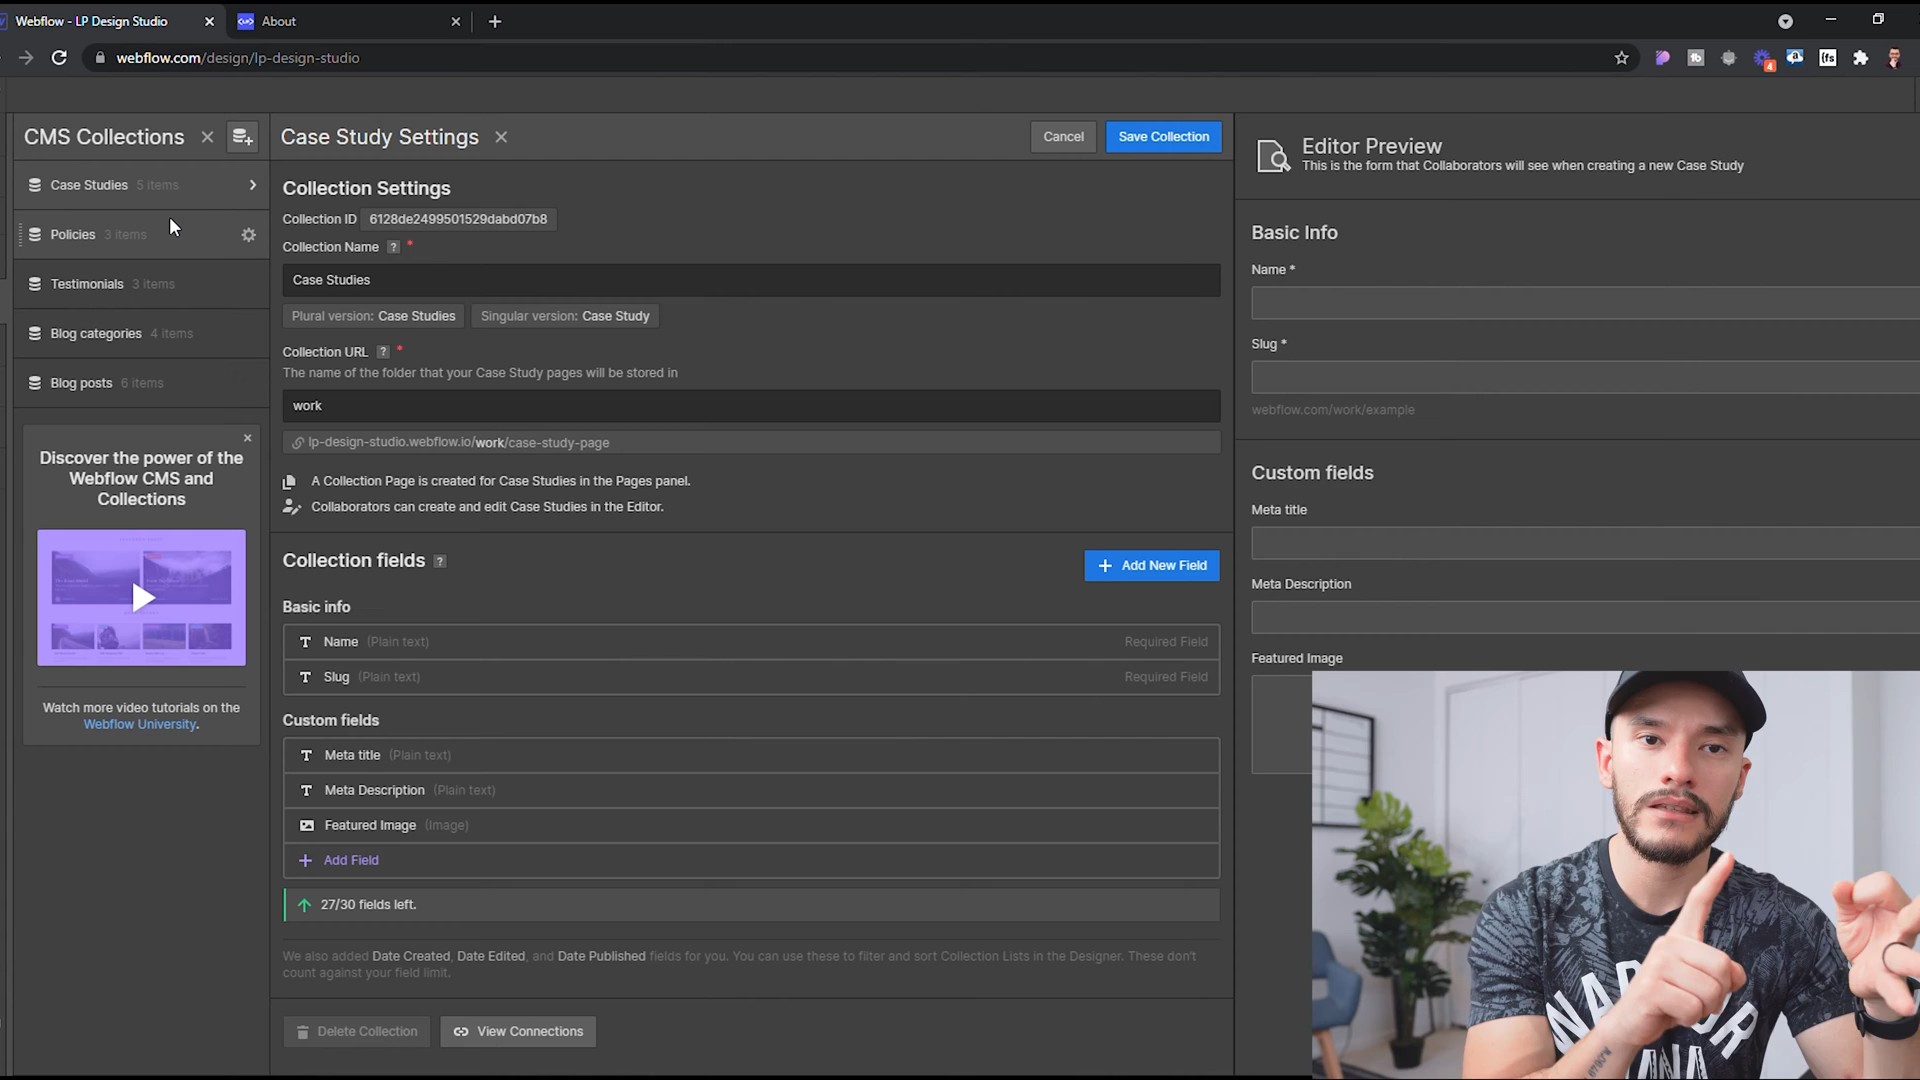 Webflow - LP Design Studio
About
webflow.com/design/lp-design-studio
4
CMS Collections
Case Studies 5 items
Policies 3 items
Testimonials 3 items
Blog categories 4 items
Blog posts 6 items
Discover the power of the
Webflow CMS and
Collections
Watch more video tutorials on the
Webflow University.
Case Study Settings
Cancel
Save Collection
Collection Settings
Collection ID 6128de2499501529dabd07b8
Collection Name ? *
Case Studies
Plural version: Case Studies
Singular version: Case Study
Collection URL ? *
The name of the folder that your Case Study pages will be stored in
work
lp-design-studio.webflow.io/work/case-study-page
A Collection Page is created for Case Studies in the Pages panel.
Collaborators can create and edit Case Studies in the Editor.
Collection fields ?
+ Add New Field
Basic info
T Name (Plain text) Required Field
T Slug (Plain text) Required Field
Custom fields
T Meta title (Plain text)
T Meta Description (Plain text)
Featured Image (Image)
+ Add Field
27/30 fields left.
We also added Date Created, Date Edited, and Date Published fields for you. You can use these to filter and sort Collection Lists in the Designer. These don't
count against your field limit.
Delete Collection
View Connections
Editor Preview
This is the form that Collaborators will see when creating a new Case Study
Basic Info
Name *
Slug *
webflow.com/work/example
Custom fields
Meta title
Meta Description
Featured Image